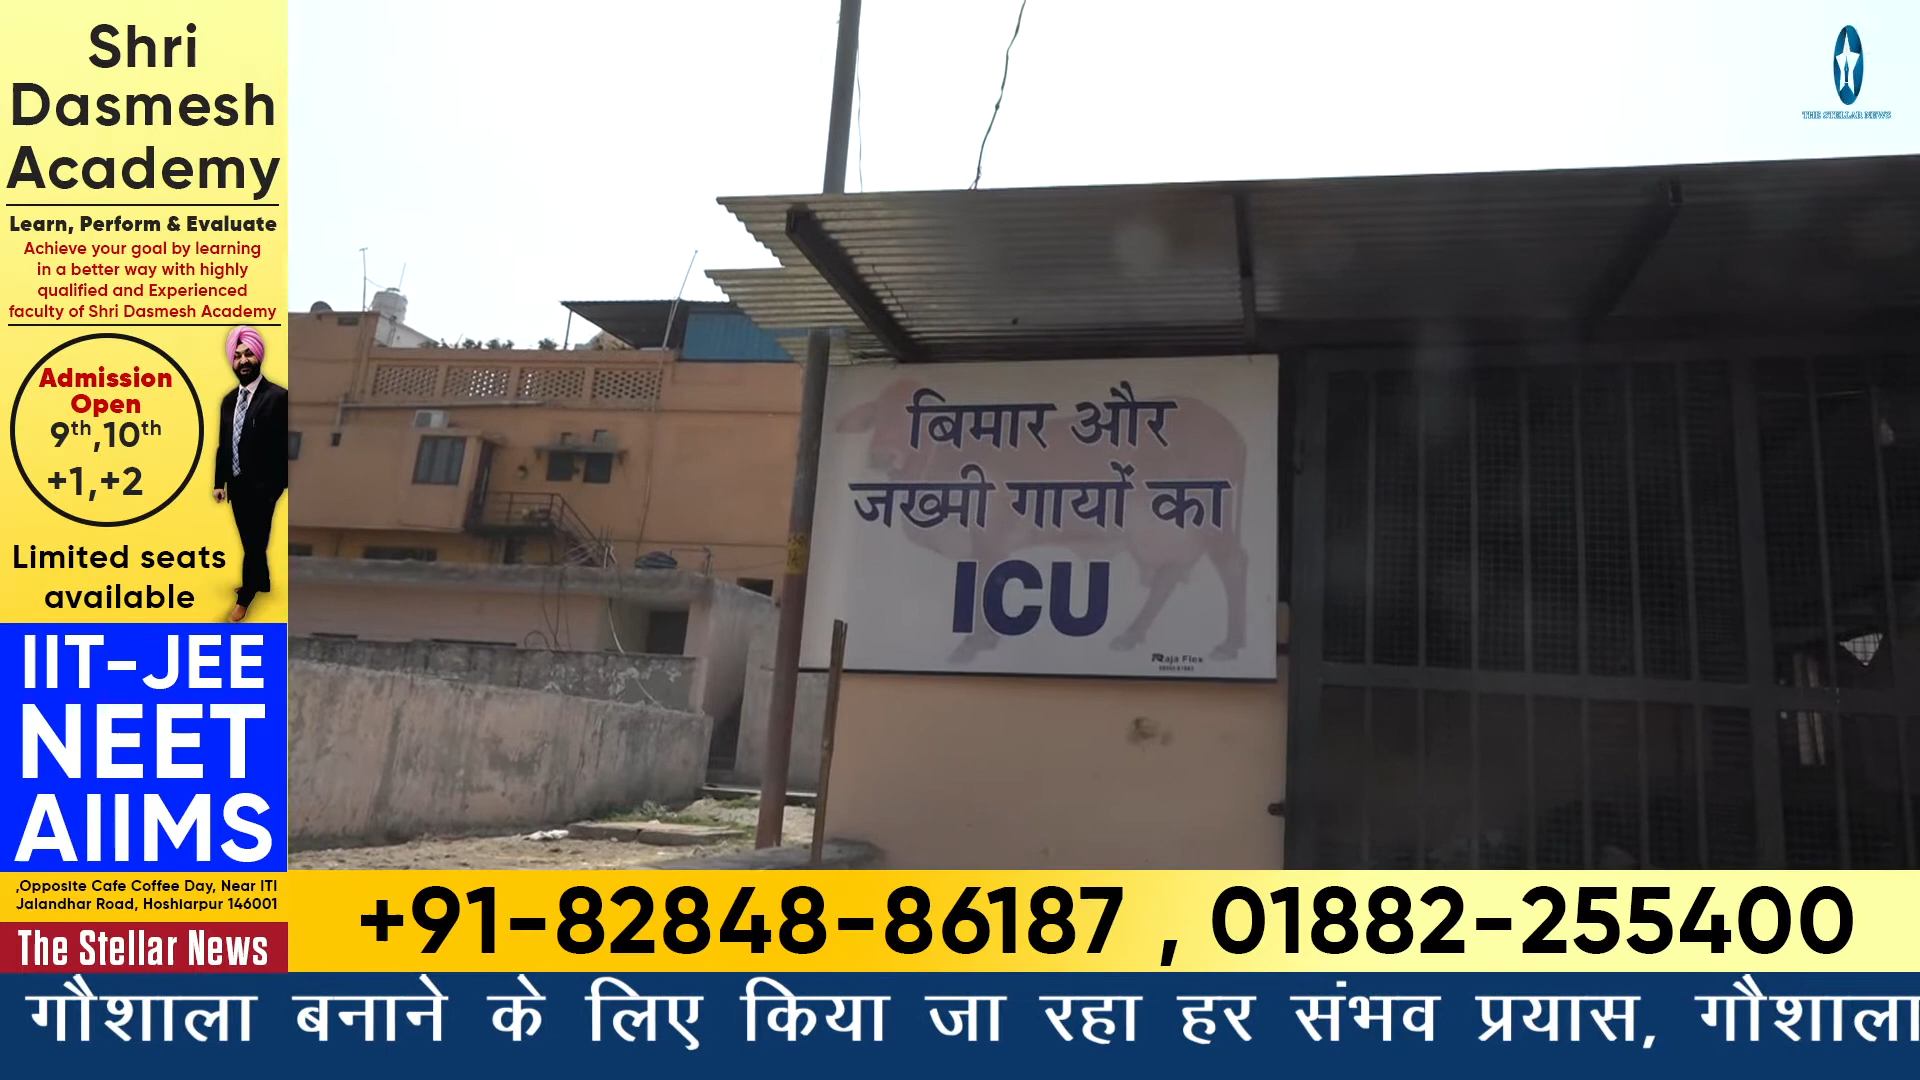 Shri
Dasmesh
Academy
Learn, Perform & Evaluate
Achieve your goal by learning
in a better way with highly
qualified and Experienced
faculty of Shri Dasmesh Academy
Admission
Open
9th,10th
+1,+2
Limited seats
available
IIT-JEE
NEET
AIIMS
,Opposite Cafe Coffee Day, Near ITI
Jalandhar Road, Hoshiarpur 146001
The Stellar News
THE STELLAR NEWS
बिमार और
जख्मी गायों का
ICU
Raja Flex
+91-82848-86187 , 01882-255400
गौशाला बनाने के लिए किया जा रहा हर संभव प्रयास, गौशाला